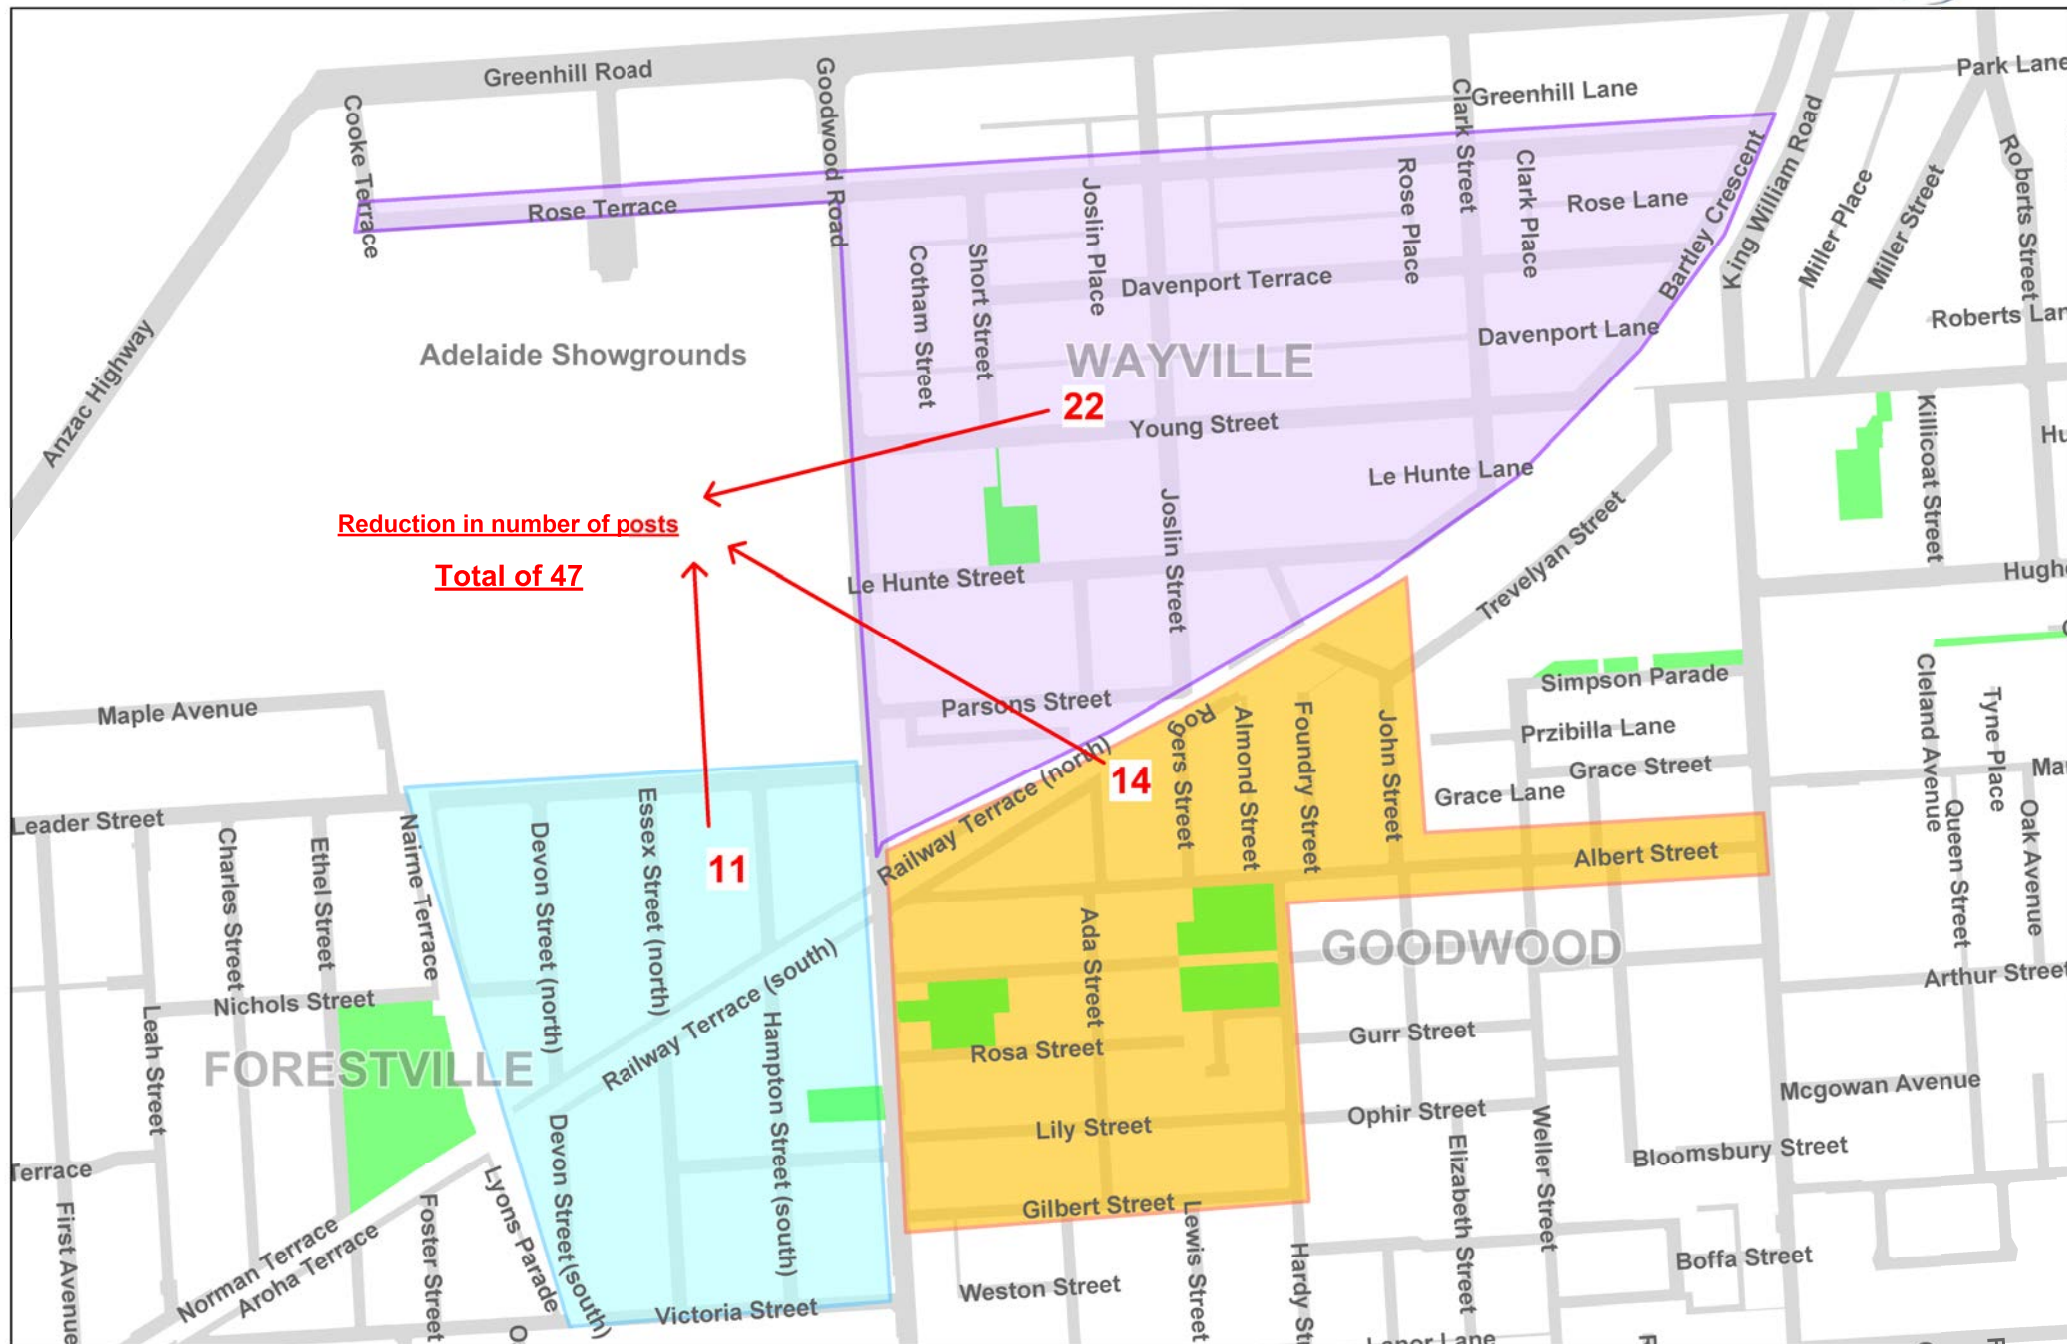 Greenhill Road
Goodwood Road
Cooke Terrace
Clark Street
Greenhill Lane
Park Lane
Rose Terrace
Joslin Place
Rose Place
Clark Place
Rose Lane
Bartley Crescent
King William Road
Miller Place
Miller Street
Roberts Street
Anzac Highway
Cotham Street
Short Street
Davenport Terrace
Davenport Lane
Adelaide Showgrounds
WAYVILLE
22
Young Street
Le Hunte Lane
Killicoat Street
Reduction in number of posts
Total of 47
Le Hunte Street
Joslin Street
Trevelyan Street
Maple Avenue
Parsons Street
Simpson Parade
Przibilla Lane
Grace Street
Grace Lane
Cleland Avenue
Tyne Place
Leader Street
Charles Street
Ethel Street
Nairne Terrace
Devon Street (north)
Essex Street (north)
11
Railway Terrace (north)
14
Rogers Street
Almond Street
Foundry Street
John Street
Albert Street
Queen Street
Oak Avenue
GOODWOOD
Ada Street
Arthur Street
Nichols Street
Leah Street
FORESTVILLE
Railway Terrace (south)
Hampton Street (south)
Rosa Street
Gurr Street
Mcgowan Avenue
Lily Street
Ophir Street
Elizabeth Street
Weller Street
Bloomsbury Street
Terrace
First Avenue
Norman Terrace
Aroha Terrace
Foster Street
Lyons Parade
Devon Street (south)
Victoria Street
Gilbert Street
Lewis Street
Weston Street
Boffa Street